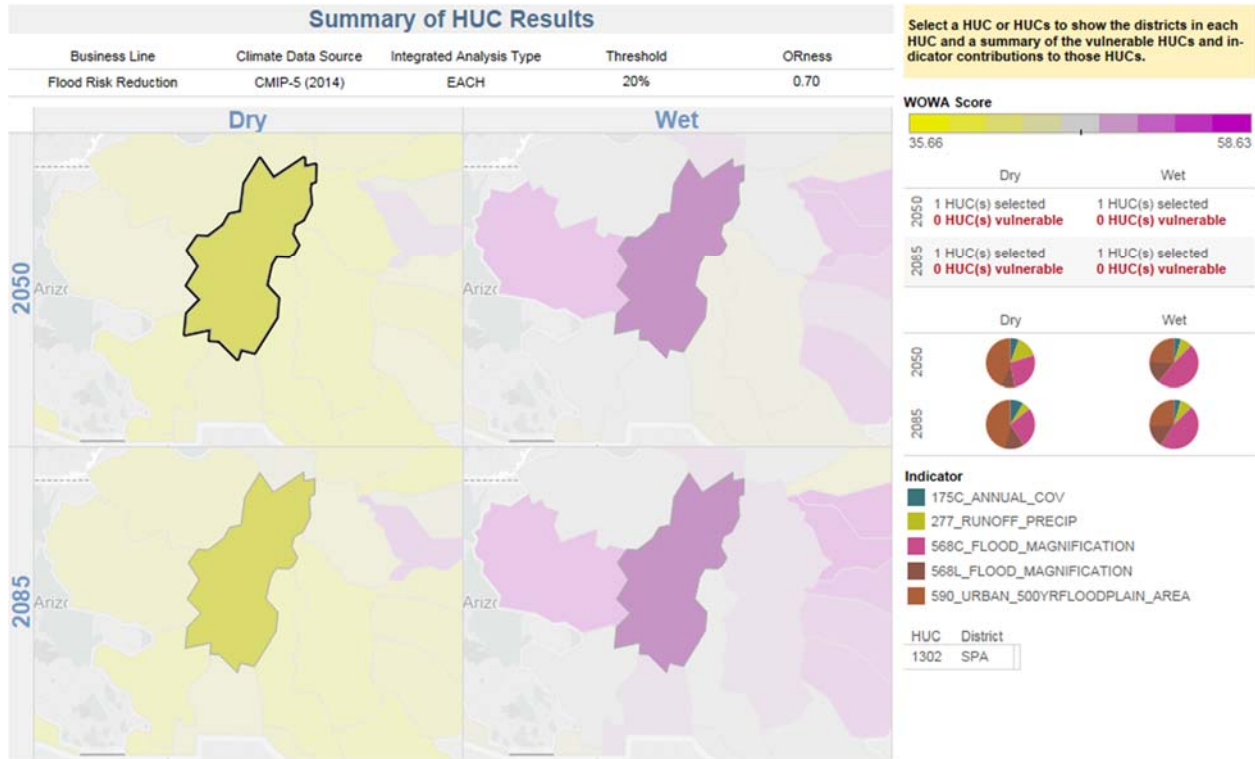 Summary of HUC Results
Business Line Climate Data Source Integrated Analysis Type Threshold ORness
Flood Risk Reduction CMIP-5 (2014) EACH 20% 0.70
Dry Wet
2050
Arizo
2085
Arizo
Select a HUC or HUCs to show the districts in each
HUC and a summary of the vulnerable HUCs and in-
dicator contributions to those HUCs.
WOWA Score
35.66 58.63
Dry Wet
2050
1 HUC(s) selected 1 HUC(s) selected
0 HUC(s) vulnerable 0 HUC(s) vulnerable
2085
1 HUC(s) selected 1 HUC(s) selected
0 HUC(s) vulnerable 0 HUC(s) vulnerable
Dry Wet
2050
2085
Indicator
175C_ANNUAL_COV
277_RUNOFF_PRECIP
568C_FLOOD_MAGNIFICATION
568L_FLOOD_MAGNIFICATION
590_URBAN_500YRFLOODPLAIN_AREA
HUC District
1302 SPA